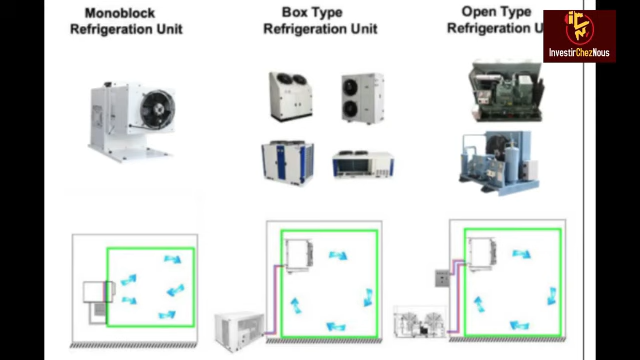 Monoblock
Refrigeration Unit
Box Type
Refrigeration Unit
Open Type
Refrigeration
InvestirChezNous